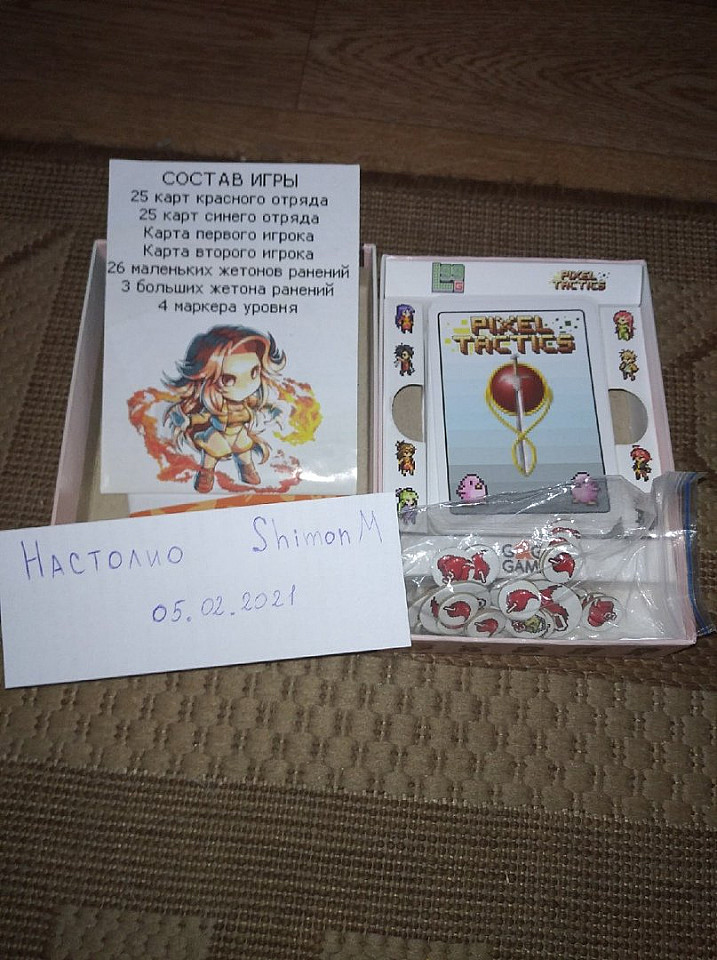 СОСТАВ ИГРЫ
25 карт красного отряда
25 карт синего отряда
Карта первого игрока
Карта второго игрока
26 маленьких жетонов ранений
3 больших жетона ранений
4 маркера уровня
PIXEL
TACTICS
PIXEL
TACTICS
GAM
Настолио ShimonM
05.02.2021